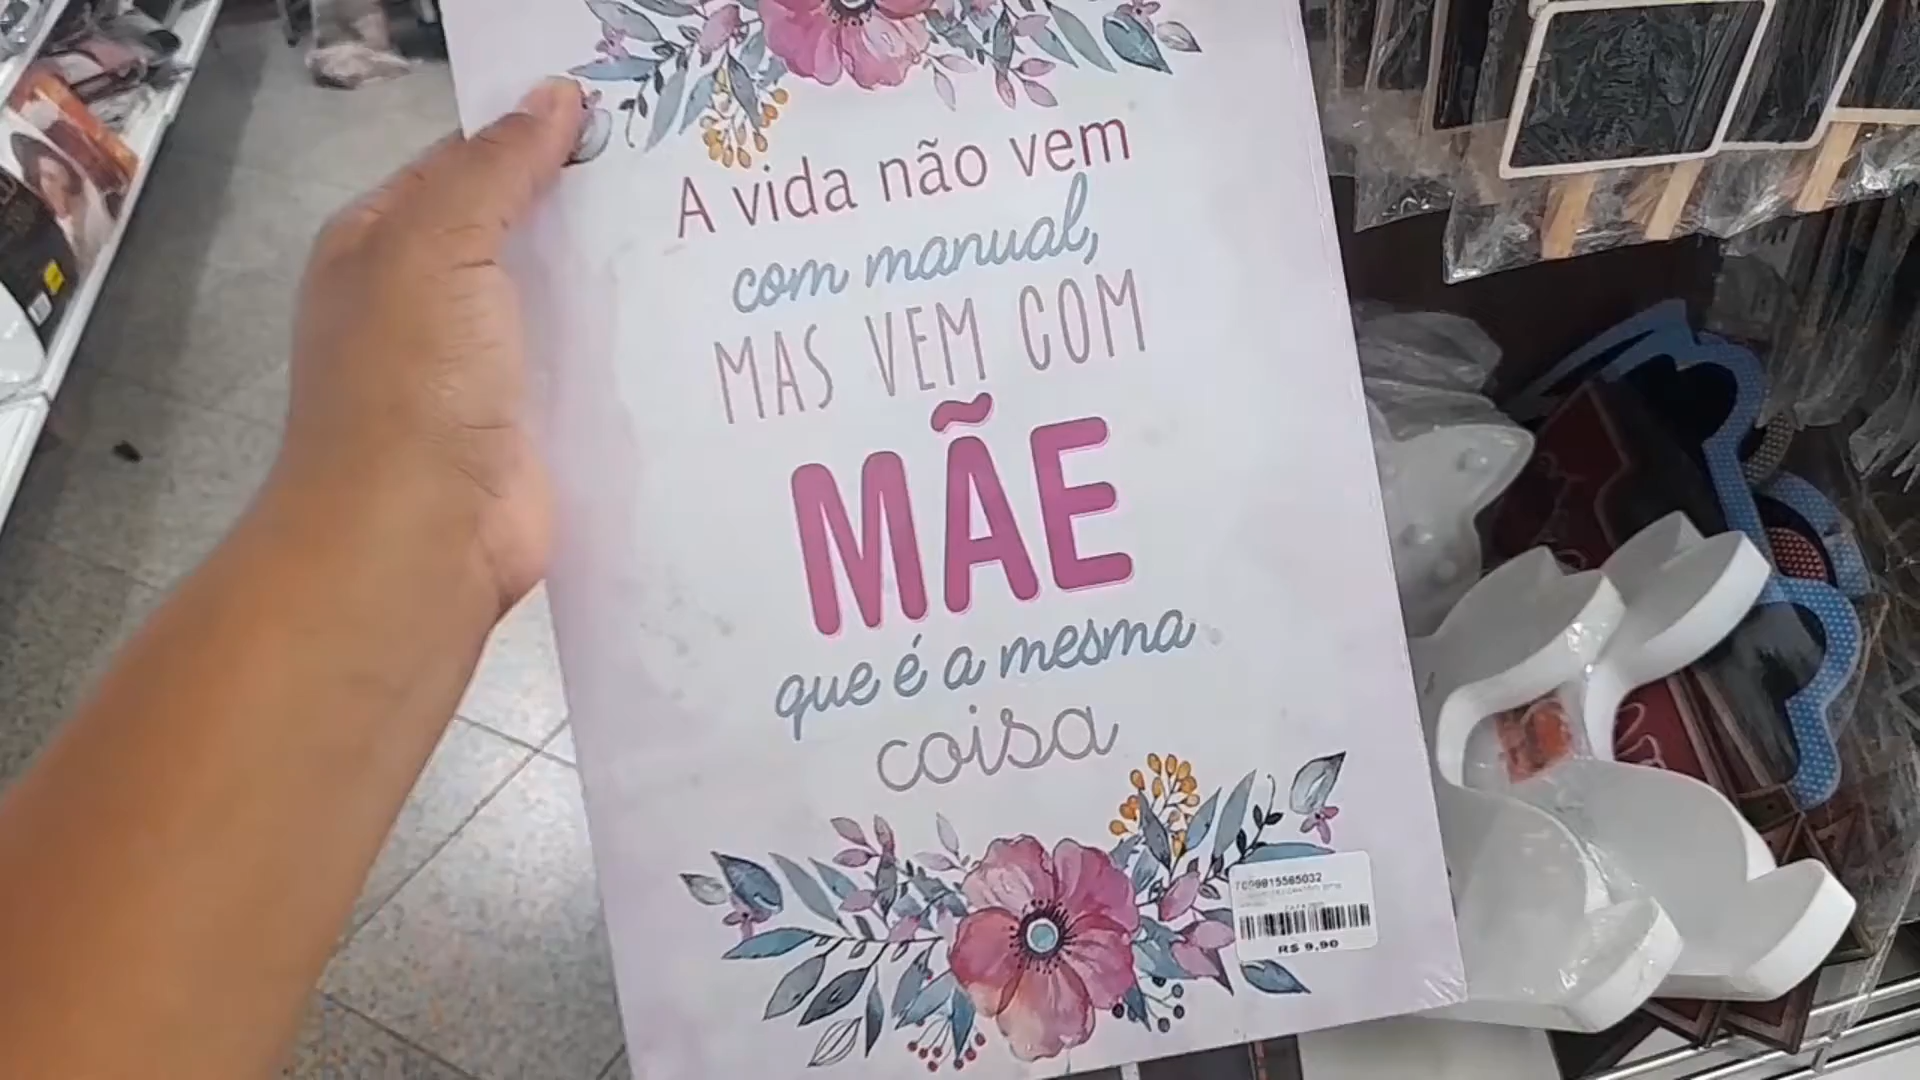 A vida não vem
com manual,
MAS VEM COM
MÃE
que é a mesma
coisa
R$ 9,90